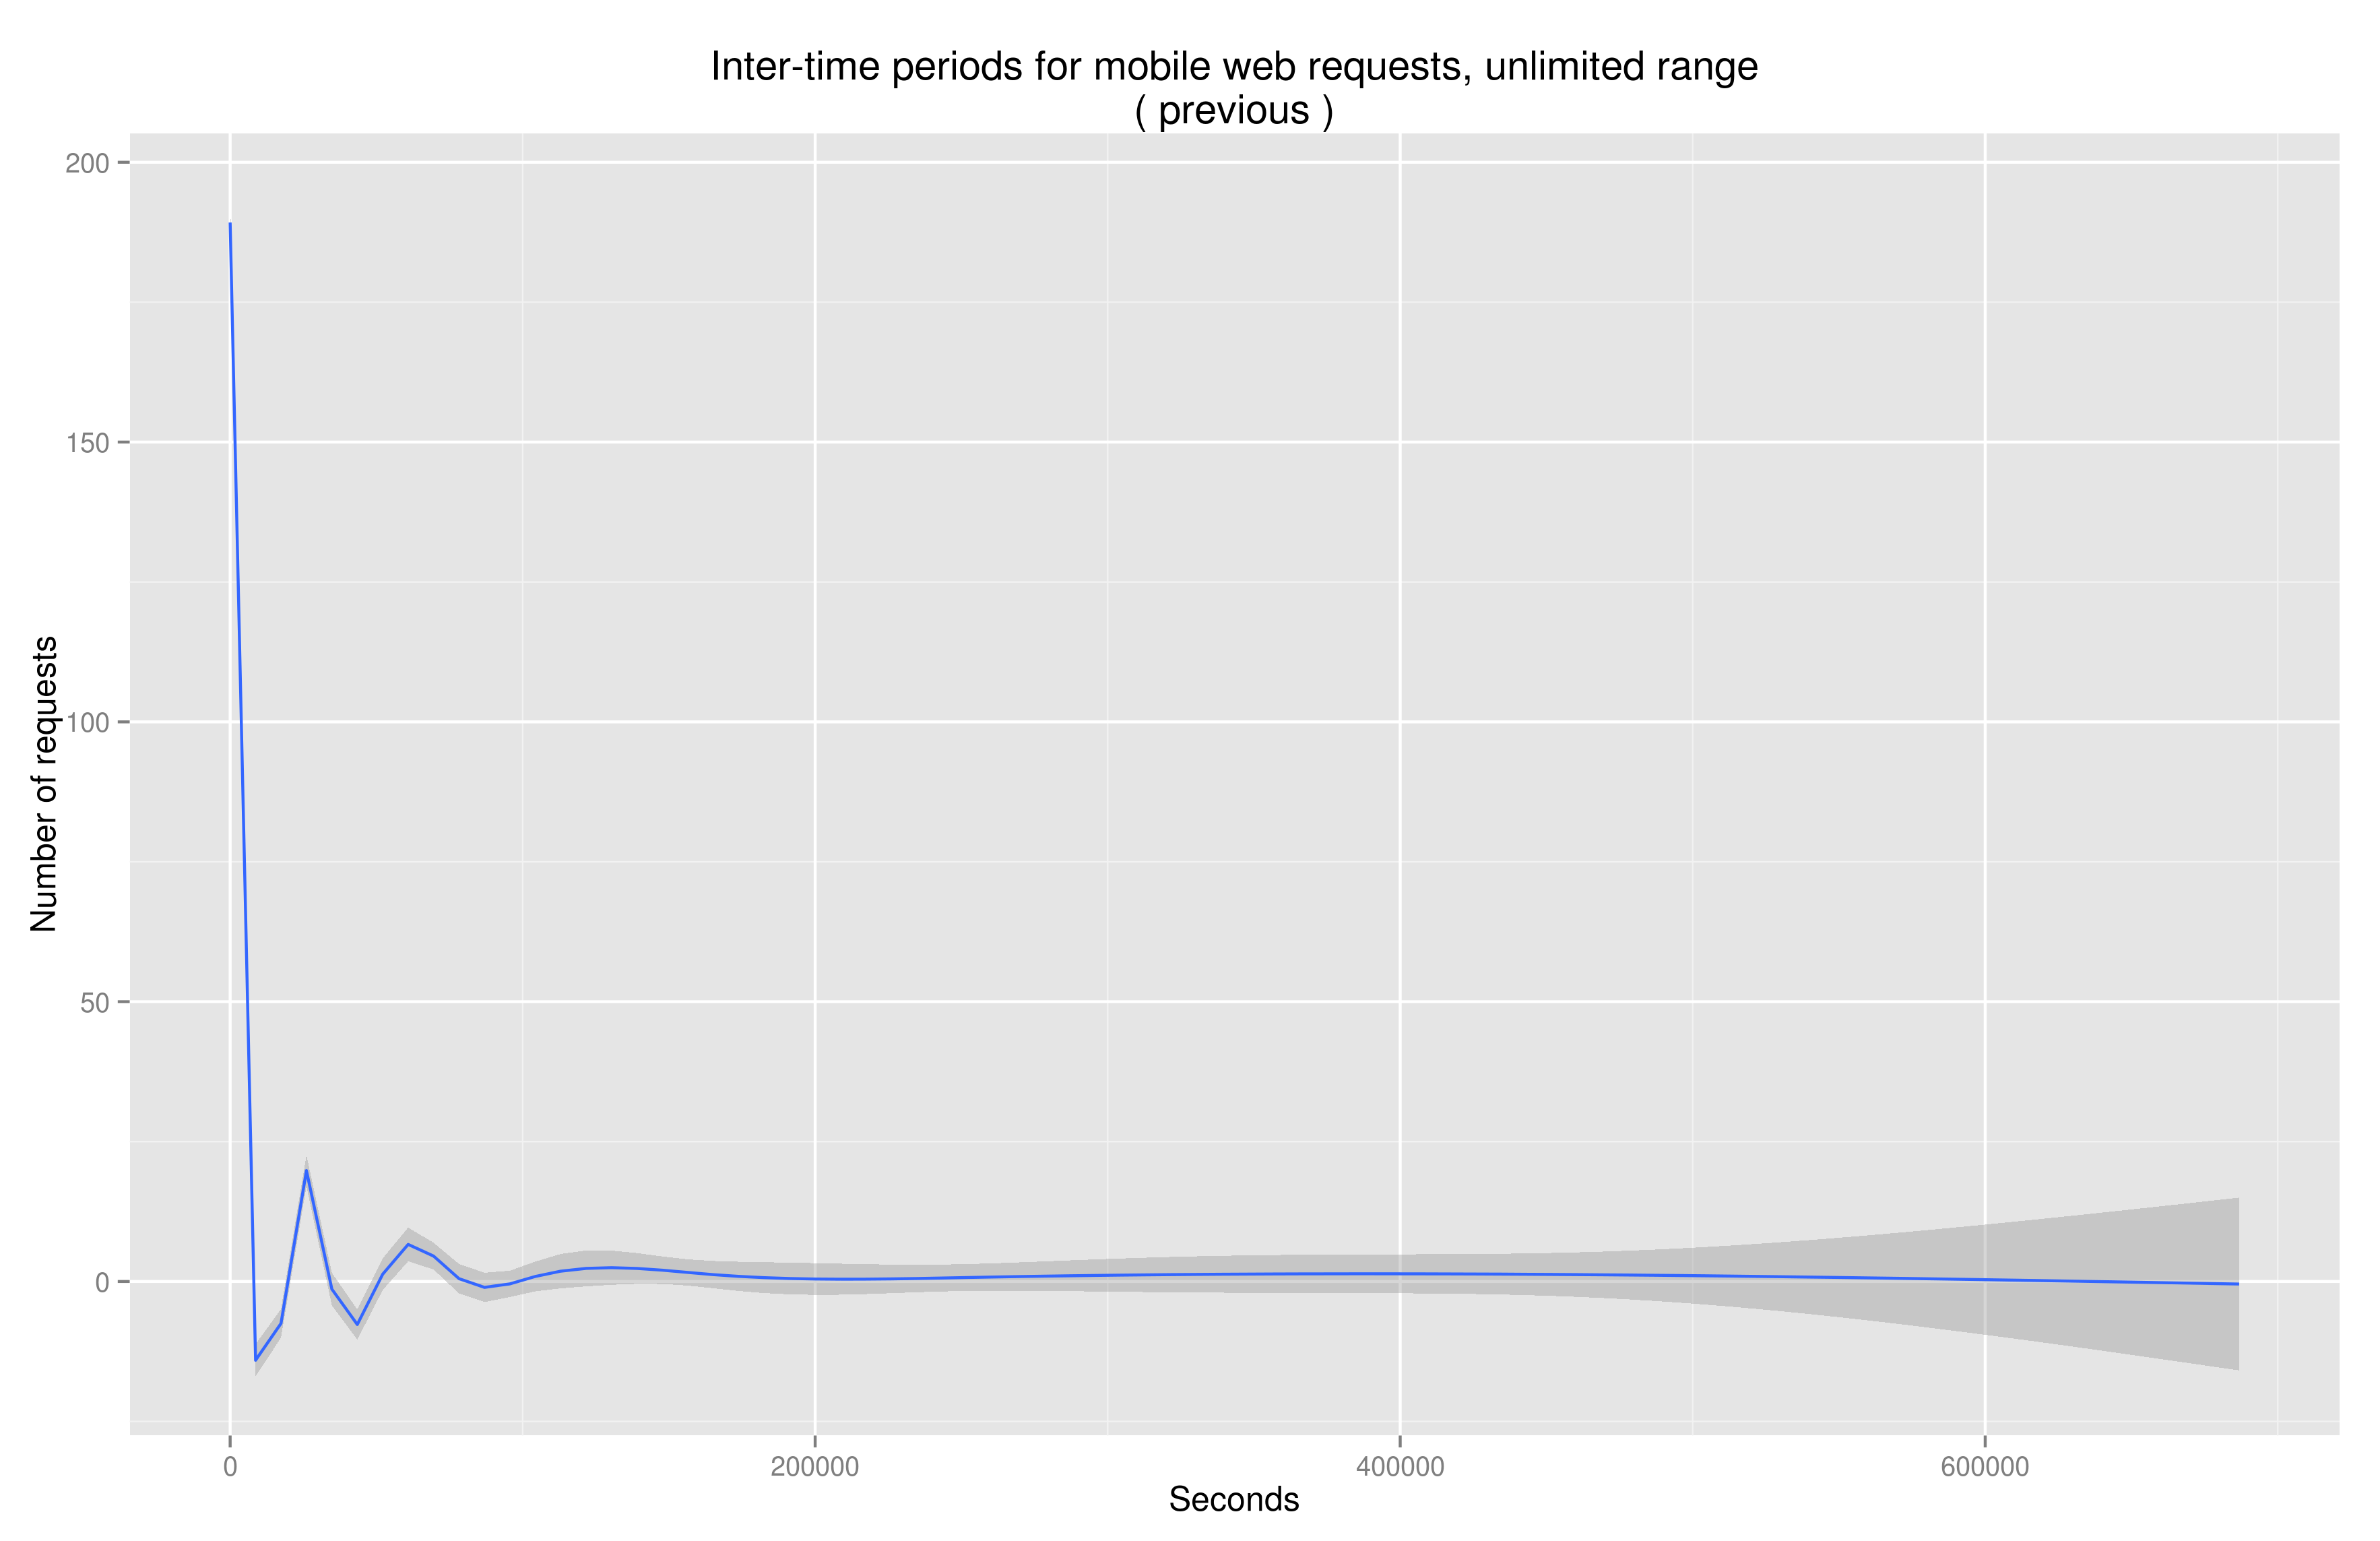 Inter-time periods for mobile web requests, unlimited range
( previous )
200
150
100
50
0
Number of requests
0 200000 400000 600000
Seconds